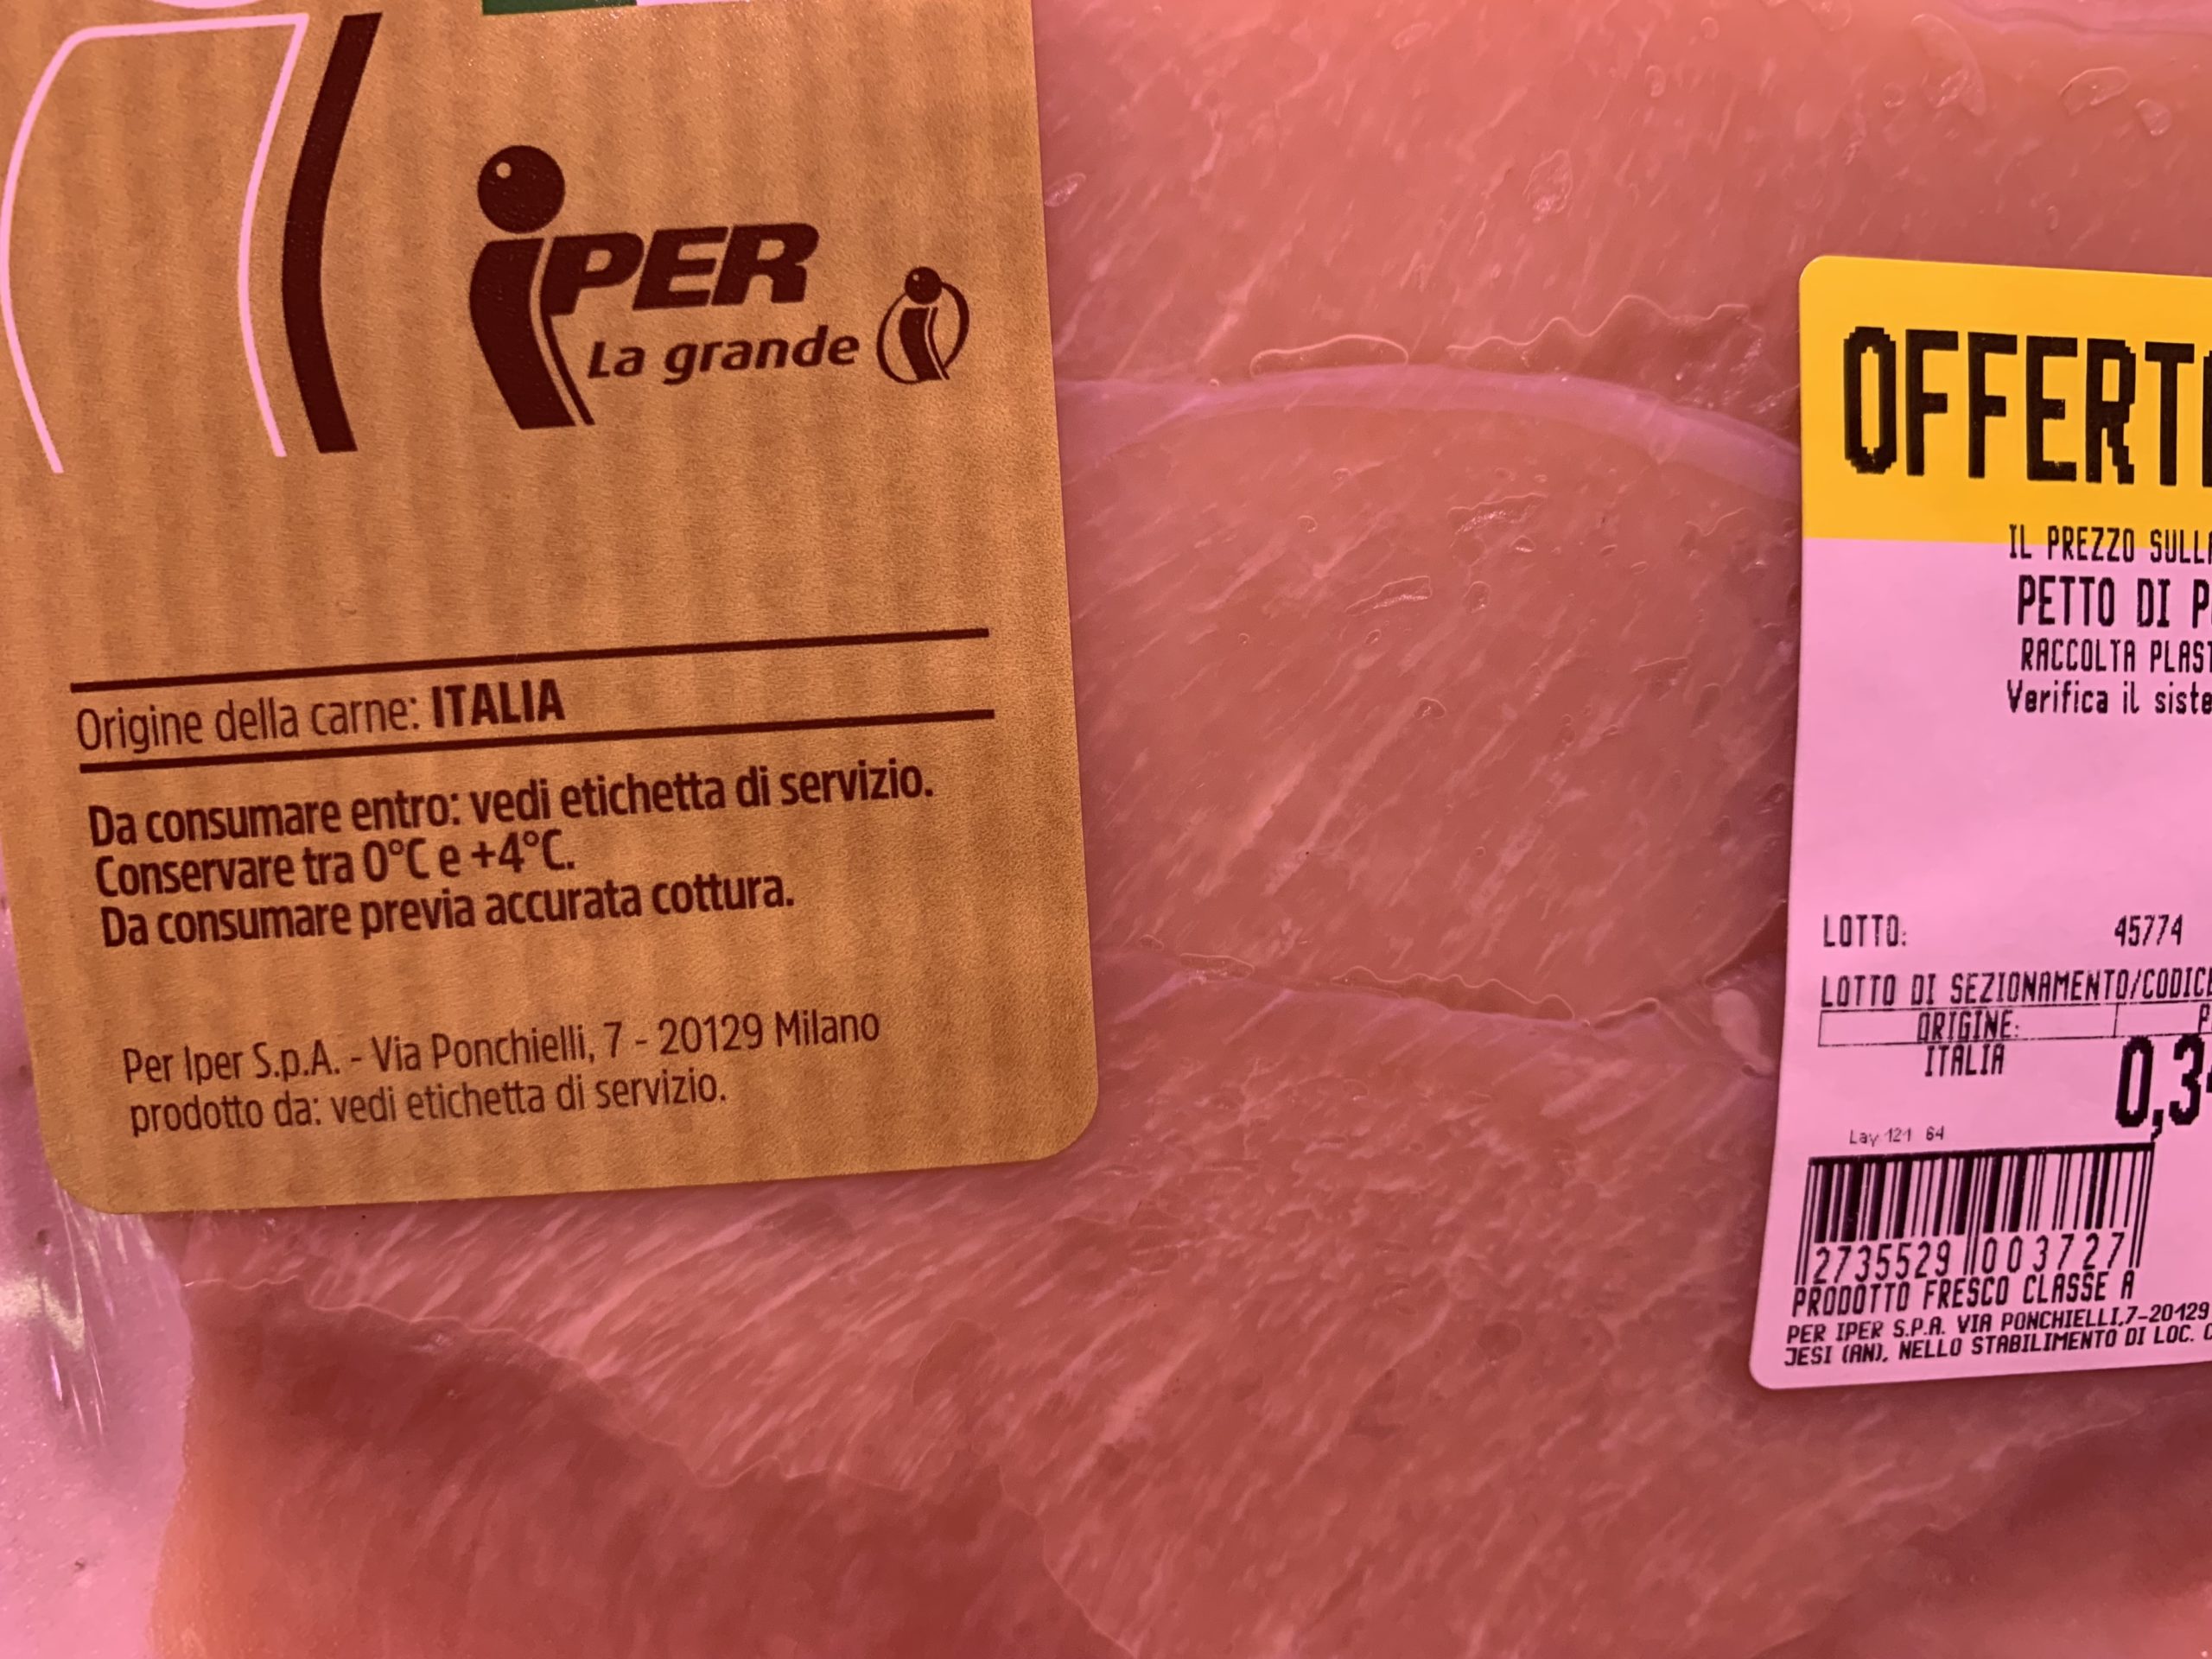 iPER
La grande i
Origine della carne: ITALIA
Da consumare entro: vedi etichetta di servizio.
Conservare tra 0°C e +4°C.
Da consumare previa accurata cottura.
Per Iper S.p.A. - Via Ponchielli, 7 - 20129 Milano
prodotto da: vedi etichetta di servizio.
OFFERT
IL PREZZO SULL
PETTO DI P
RACCOLTA PLAST
Verifica il siste
LOTTO: 45774
LOTTO DI SEZIONAMENTO/CODICE
ORIGINE: P
ITALIA 0,3
Lay 121 64
2735529 003727
PRODOTTO FRESCO CLASSE A
PER IPER S.P.A. VIA PONCHIELLI,7-20129
JESI (AN), NELLO STABILIMENTO DI LOC.